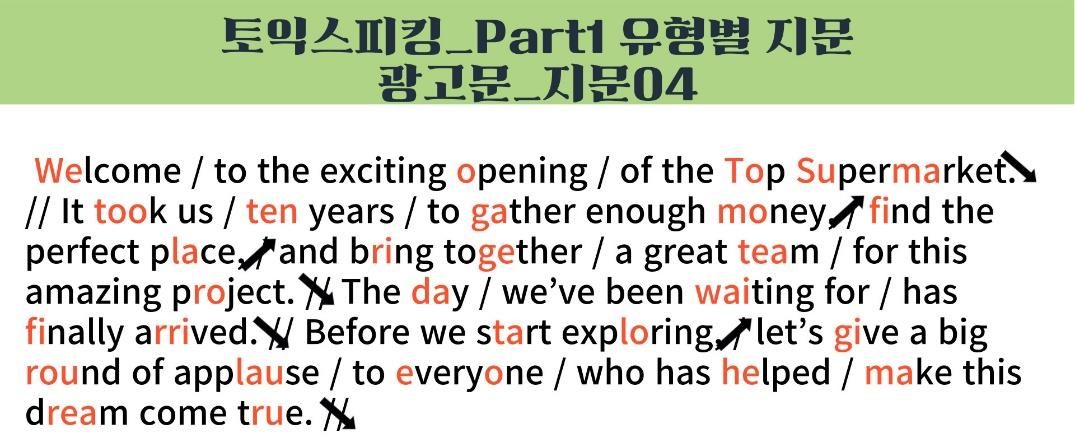 토익스피킹_Part1 유형별 지문
광고문_지문04
Welcome / to the exciting opening / of the Top Supermarket.
// It took us / ten years / to gather enough money, / find the
perfect place, / and bring together / a great team / for this
amazing project. // The day / we've been waiting for / has
finally arrived. // Before we start exploring, / let's give a big
round of applause / to everyone / who has helped / make this
dream come true. //